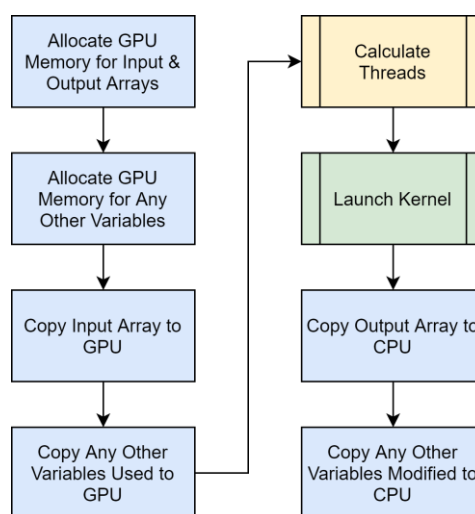 Allocate GPU
Memory for Input &
Output Arrays
Allocate GPU
Memory for Any
Other Variables
Copy Input Array to
GPU
Copy Any Other
Variables Used to
GPU
Calculate
Threads
Launch Kernel
Copy Output Array to
CPU
Copy Any Other
Variables Modified to
CPU